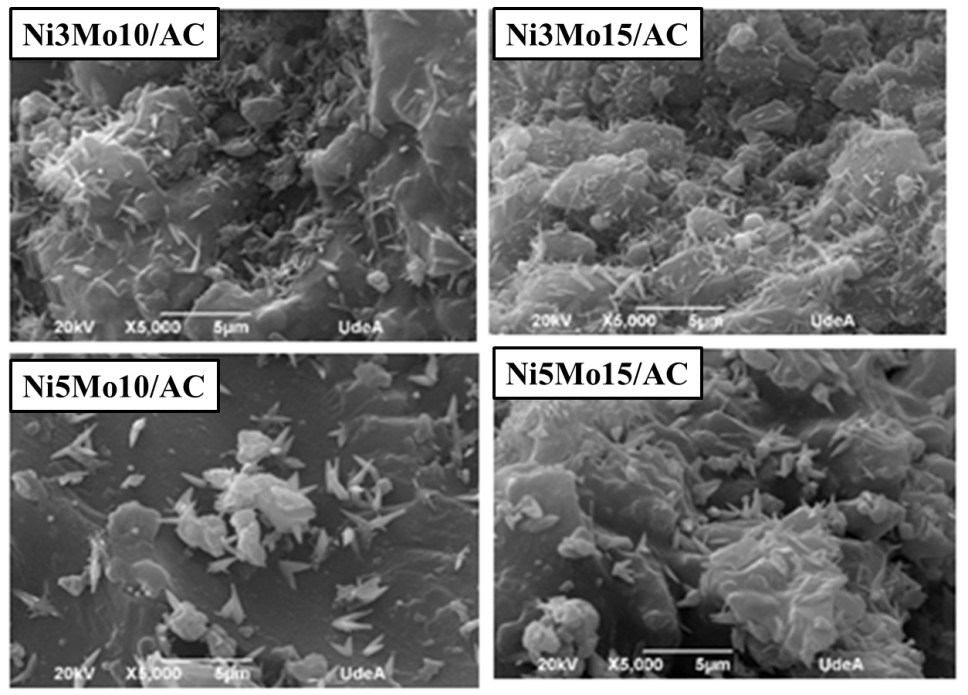 Ni3Mo10/AC
20kV X5,000 5µm UdeA
Ni3Mo15/AC
20kV X5,000 5µm UdeA
Ni5Mo10/AC
20kV X5,000 5µm UdeA
Ni5Mo15/AC
20kV X5,000 5µm UdeA